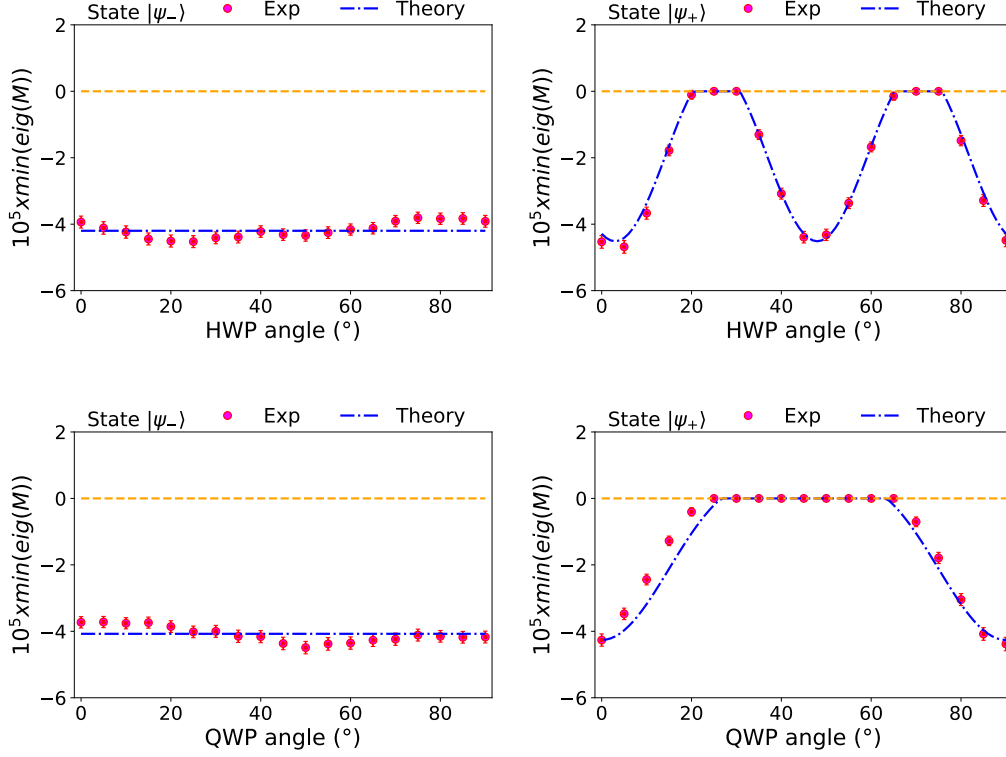 State |ψ₋⟩ Exp Theory
2
0
−2
−4
−6
10⁵xmin(eig(M))
0 20 40 60 80
HWP angle (°)
State |ψ₊⟩ Exp Theory
2
0
−2
−4
−6
10⁵xmin(eig(M))
0 20 40 60 80
HWP angle (°)
State |ψ₋⟩ Exp Theory
2
0
−2
−4
−6
10⁵xmin(eig(M))
0 20 40 60 80
QWP angle (°)
State |ψ₊⟩ Exp Theory
2
0
−2
−4
−6
10⁵xmin(eig(M))
0 20 40 60 80
QWP angle (°)